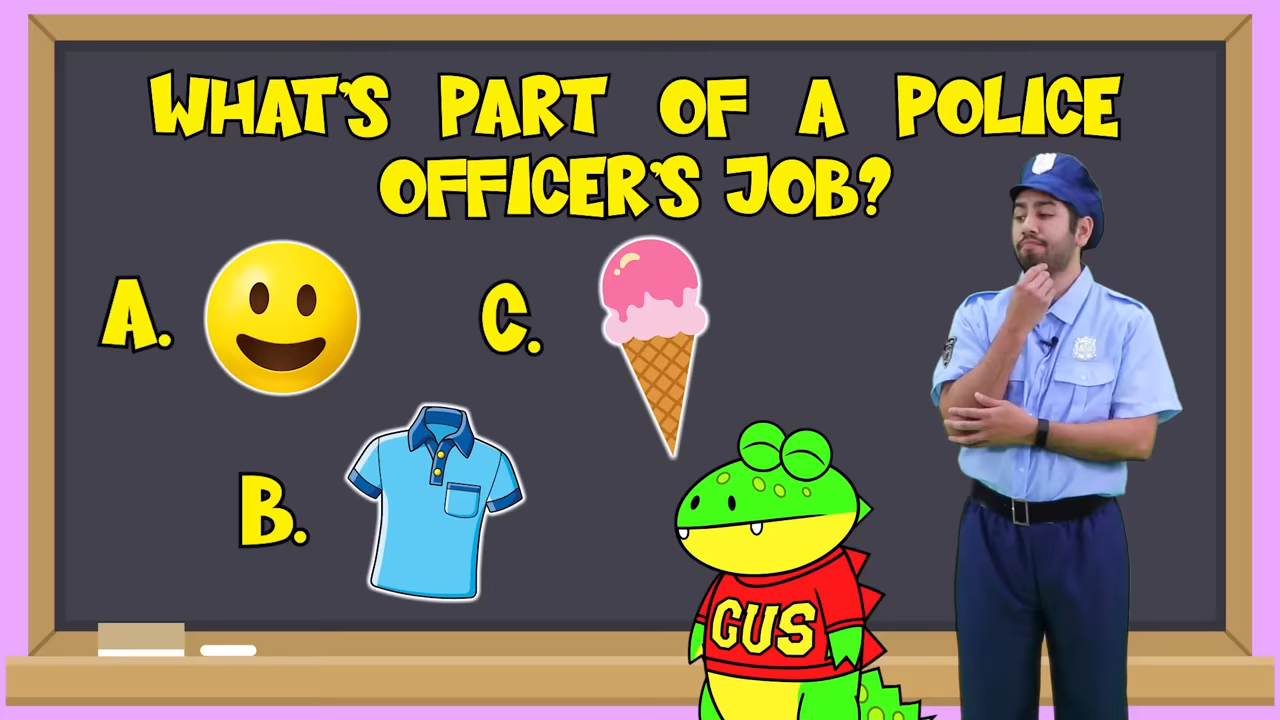 WHAT'S PART OF A POLICE
OFFICER'S JOB?
A.
C.
B.
GUS